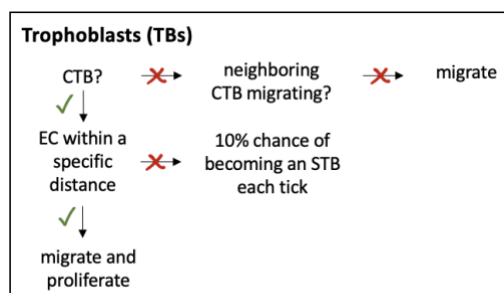 Trophoblasts (TBs)
CTB?
neighboring
CTB migrating?
migrate
EC within a
specific
distance
10% chance of
becoming an STB
each tick
migrate and
proliferate